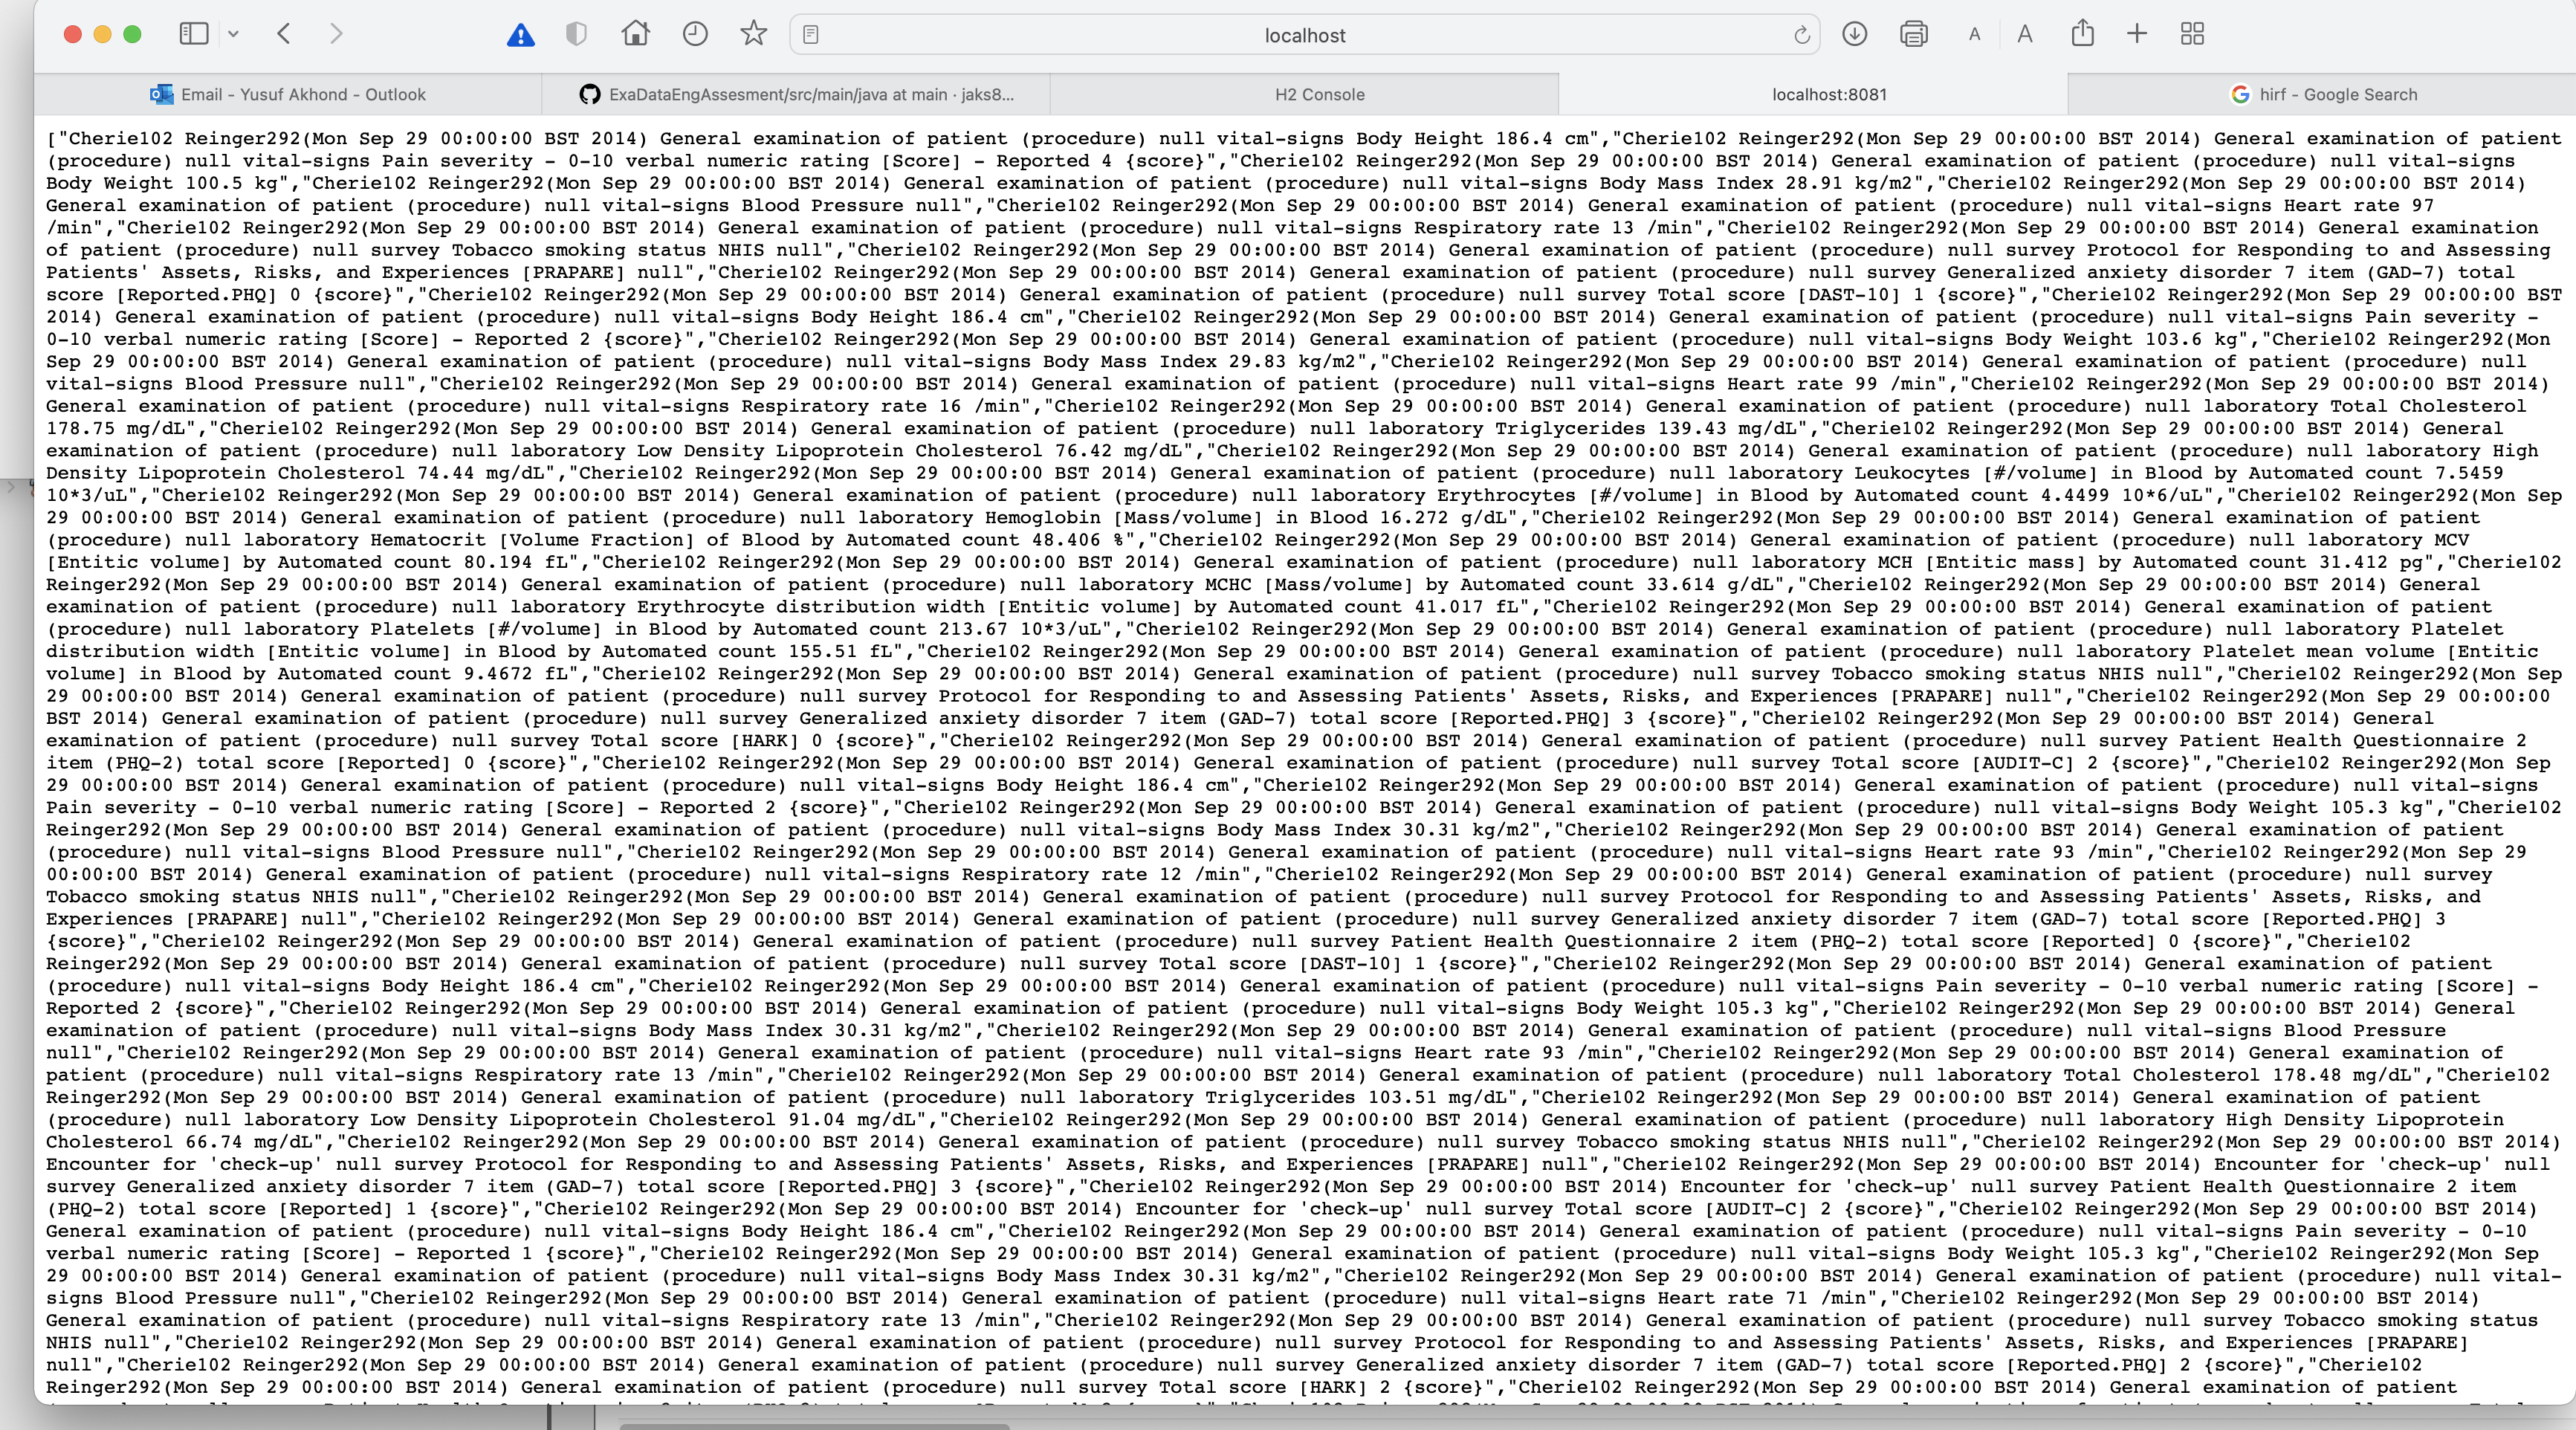 localhost
A A
Email - Yusuf Akhond - Outlook
ExaDataEngAssesment/src/main/java at main · jaks8...
H2 Console
localhost:8081
hirf - Google Search
["Cherie102 Reinger292(Mon Sep 29 00:00:00 BST 2014) General examination of patient (procedure) null vital-signs Body Height 186.4 cm","Cherie102 Reinger292(Mon Sep 29 00:00:00 BST 2014) General examination of patient
(procedure) null vital-signs Pain severity - 0-10 verbal numeric rating [Score] - Reported 4 {score}","Cherie102 Reinger292(Mon Sep 29 00:00:00 BST 2014) General examination of patient (procedure) null vital-signs
Body Weight 100.5 kg","Cherie102 Reinger292(Mon Sep 29 00:00:00 BST 2014) General examination of patient (procedure) null vital-signs Body Mass Index 28.91 kg/m2","Cherie102 Reinger292(Mon Sep 29 00:00:00 BST 2014)
General examination of patient (procedure) null vital-signs Blood Pressure null","Cherie102 Reinger292(Mon Sep 29 00:00:00 BST 2014) General examination of patient (procedure) null vital-signs Heart rate 97
/min","Cherie102 Reinger292(Mon Sep 29 00:00:00 BST 2014) General examination of patient (procedure) null vital-signs Respiratory rate 13 /min","Cherie102 Reinger292(Mon Sep 29 00:00:00 BST 2014) General examination
of patient (procedure) null survey Tobacco smoking status NHIS null","Cherie102 Reinger292(Mon Sep 29 00:00:00 BST 2014) General examination of patient (procedure) null survey Protocol for Responding to and Assessing
Patients' Assets, Risks, and Experiences [PRAPARE] null","Cherie102 Reinger292(Mon Sep 29 00:00:00 BST 2014) General examination of patient (procedure) null survey Generalized anxiety disorder 7 item (GAD-7) total
score [Reported.PHQ] 0 {score}","Cherie102 Reinger292(Mon Sep 29 00:00:00 BST 2014) General examination of patient (procedure) null survey Total score [DAST-10] 1 {score}","Cherie102 Reinger292(Mon Sep 29 00:00:00 BST
2014) General examination of patient (procedure) null vital-signs Body Height 186.4 cm","Cherie102 Reinger292(Mon Sep 29 00:00:00 BST 2014) General examination of patient (procedure) null vital-signs Pain severity -
0-10 verbal numeric rating [Score] - Reported 2 {score}","Cherie102 Reinger292(Mon Sep 29 00:00:00 BST 2014) General examination of patient (procedure) null vital-signs Body Weight 103.6 kg","Cherie102 Reinger292(Mon
Sep 29 00:00:00 BST 2014) General examination of patient (procedure) null vital-signs Body Mass Index 29.83 kg/m2","Cherie102 Reinger292(Mon Sep 29 00:00:00 BST 2014) General examination of patient (procedure) null
vital-signs Blood Pressure null","Cherie102 Reinger292(Mon Sep 29 00:00:00 BST 2014) General examination of patient (procedure) null vital-signs Heart rate 99 /min","Cherie102 Reinger292(Mon Sep 29 00:00:00 BST 2014)
General examination of patient (procedure) null vital-signs Respiratory rate 16 /min","Cherie102 Reinger292(Mon Sep 29 00:00:00 BST 2014) General examination of patient (procedure) null laboratory Total Cholesterol
178.75 mg/dL","Cherie102 Reinger292(Mon Sep 29 00:00:00 BST 2014) General examination of patient (procedure) null laboratory Triglycerides 139.43 mg/dL","Cherie102 Reinger292(Mon Sep 29 00:00:00 BST 2014) General
examination of patient (procedure) null laboratory Low Density Lipoprotein Cholesterol 76.42 mg/dL","Cherie102 Reinger292(Mon Sep 29 00:00:00 BST 2014) General examination of patient (procedure) null laboratory High
Density Lipoprotein Cholesterol 74.44 mg/dL","Cherie102 Reinger292(Mon Sep 29 00:00:00 BST 2014) General examination of patient (procedure) null laboratory Leukocytes [#/volume] in Blood by Automated count 7.5459
10*3/uL","Cherie102 Reinger292(Mon Sep 29 00:00:00 BST 2014) General examination of patient (procedure) null laboratory Erythrocytes [#/volume] in Blood by Automated count 4.4499 10*6/uL","Cherie102 Reinger292(Mon Sep
29 00:00:00 BST 2014) General examination of patient (procedure) null laboratory Hemoglobin [Mass/volume] in Blood 16.272 g/dL","Cherie102 Reinger292(Mon Sep 29 00:00:00 BST 2014) General examination of patient
(procedure) null laboratory Hematocrit [Volume Fraction] of Blood by Automated count 48.406 %","Cherie102 Reinger292(Mon Sep 29 00:00:00 BST 2014) General examination of patient (procedure) null laboratory MCV
[Entitic volume] by Automated count 80.194 fL","Cherie102 Reinger292(Mon Sep 29 00:00:00 BST 2014) General examination of patient (procedure) null laboratory MCH [Entitic mass] by Automated count 31.412 pg","Cherie102
Reinger292(Mon Sep 29 00:00:00 BST 2014) General examination of patient (procedure) null laboratory MCHC [Mass/volume] by Automated count 33.614 g/dL","Cherie102 Reinger292(Mon Sep 29 00:00:00 BST 2014) General
examination of patient (procedure) null laboratory Erythrocyte distribution width [Entitic volume] by Automated count 41.017 fL","Cherie102 Reinger292(Mon Sep 29 00:00:00 BST 2014) General examination of patient
(procedure) null laboratory Platelets [#/volume] in Blood by Automated count 213.67 10*3/uL","Cherie102 Reinger292(Mon Sep 29 00:00:00 BST 2014) General examination of patient (procedure) null laboratory Platelet
distribution width [Entitic volume] in Blood by Automated count 155.51 fL","Cherie102 Reinger292(Mon Sep 29 00:00:00 BST 2014) General examination of patient (procedure) null laboratory Platelet mean volume [Entitic
volume] in Blood by Automated count 9.4672 fL","Cherie102 Reinger292(Mon Sep 29 00:00:00 BST 2014) General examination of patient (procedure) null survey Tobacco smoking status NHIS null","Cherie102 Reinger292(Mon Sep
29 00:00:00 BST 2014) General examination of patient (procedure) null survey Protocol for Responding to and Assessing Patients' Assets, Risks, and Experiences [PRAPARE] null","Cherie102 Reinger292(Mon Sep 29 00:00:00
BST 2014) General examination of patient (procedure) null survey Generalized anxiety disorder 7 item (GAD-7) total score [Reported.PHQ] 3 {score}","Cherie102 Reinger292(Mon Sep 29 00:00:00 BST 2014) General
examination of patient (procedure) null survey Total score [HARK] 0 {score}","Cherie102 Reinger292(Mon Sep 29 00:00:00 BST 2014) General examination of patient (procedure) null survey Patient Health Questionnaire 2
item (PHQ-2) total score [Reported] 0 {score}","Cherie102 Reinger292(Mon Sep 29 00:00:00 BST 2014) General examination of patient (procedure) null survey Total score [AUDIT-C] 2 {score}","Cherie102 Reinger292(Mon Sep
29 00:00:00 BST 2014) General examination of patient (procedure) null vital-signs Body Height 186.4 cm","Cherie102 Reinger292(Mon Sep 29 00:00:00 BST 2014) General examination of patient (procedure) null vital-signs
Pain severity - 0-10 verbal numeric rating [Score] - Reported 2 {score}","Cherie102 Reinger292(Mon Sep 29 00:00:00 BST 2014) General examination of patient (procedure) null vital-signs Body Weight 105.3 kg","Cherie102
Reinger292(Mon Sep 29 00:00:00 BST 2014) General examination of patient (procedure) null vital-signs Body Mass Index 30.31 kg/m2","Cherie102 Reinger292(Mon Sep 29 00:00:00 BST 2014) General examination of patient
(procedure) null vital-signs Blood Pressure null","Cherie102 Reinger292(Mon Sep 29 00:00:00 BST 2014) General examination of patient (procedure) null vital-signs Heart rate 93 /min","Cherie102 Reinger292(Mon Sep 29
00:00:00 BST 2014) General examination of patient (procedure) null vital-signs Respiratory rate 12 /min","Cherie102 Reinger292(Mon Sep 29 00:00:00 BST 2014) General examination of patient (procedure) null survey
Tobacco smoking status NHIS null","Cherie102 Reinger292(Mon Sep 29 00:00:00 BST 2014) General examination of patient (procedure) null survey Protocol for Responding to and Assessing Patients' Assets, Risks, and
Experiences [PRAPARE] null","Cherie102 Reinger292(Mon Sep 29 00:00:00 BST 2014) General examination of patient (procedure) null survey Generalized anxiety disorder 7 item (GAD-7) total score [Reported.PHQ] 3
{score}","Cherie102 Reinger292(Mon Sep 29 00:00:00 BST 2014) General examination of patient (procedure) null survey Patient Health Questionnaire 2 item (PHQ-2) total score [Reported] 0 {score}","Cherie102
Reinger292(Mon Sep 29 00:00:00 BST 2014) General examination of patient (procedure) null survey Total score [DAST-10] 1 {score}","Cherie102 Reinger292(Mon Sep 29 00:00:00 BST 2014) General examination of patient
(procedure) null vital-signs Body Height 186.4 cm","Cherie102 Reinger292(Mon Sep 29 00:00:00 BST 2014) General examination of patient (procedure) null vital-signs Pain severity - 0-10 verbal numeric rating [Score] -
Reported 2 {score}","Cherie102 Reinger292(Mon Sep 29 00:00:00 BST 2014) General examination of patient (procedure) null vital-signs Body Weight 105.3 kg","Cherie102 Reinger292(Mon Sep 29 00:00:00 BST 2014) General
examination of patient (procedure) null vital-signs Body Mass Index 30.31 kg/m2","Cherie102 Reinger292(Mon Sep 29 00:00:00 BST 2014) General examination of patient (procedure) null vital-signs Blood Pressure
null","Cherie102 Reinger292(Mon Sep 29 00:00:00 BST 2014) General examination of patient (procedure) null vital-signs Heart rate 93 /min","Cherie102 Reinger292(Mon Sep 29 00:00:00 BST 2014) General examination of
patient (procedure) null vital-signs Respiratory rate 13 /min","Cherie102 Reinger292(Mon Sep 29 00:00:00 BST 2014) General examination of patient (procedure) null laboratory Total Cholesterol 178.48 mg/dL","Cherie102
Reinger292(Mon Sep 29 00:00:00 BST 2014) General examination of patient (procedure) null laboratory Triglycerides 103.51 mg/dL","Cherie102 Reinger292(Mon Sep 29 00:00:00 BST 2014) General examination of patient
(procedure) null laboratory Low Density Lipoprotein Cholesterol 91.04 mg/dL","Cherie102 Reinger292(Mon Sep 29 00:00:00 BST 2014) General examination of patient (procedure) null laboratory High Density Lipoprotein
Cholesterol 66.74 mg/dL","Cherie102 Reinger292(Mon Sep 29 00:00:00 BST 2014) General examination of patient (procedure) null survey Tobacco smoking status NHIS null","Cherie102 Reinger292(Mon Sep 29 00:00:00 BST 2014)
Encounter for 'check-up' null survey Protocol for Responding to and Assessing Patients' Assets, Risks, and Experiences [PRAPARE] null","Cherie102 Reinger292(Mon Sep 29 00:00:00 BST 2014) Encounter for 'check-up' null
survey Generalized anxiety disorder 7 item (GAD-7) total score [Reported.PHQ] 3 {score}","Cherie102 Reinger292(Mon Sep 29 00:00:00 BST 2014) Encounter for 'check-up' null survey Patient Health Questionnaire 2 item
(PHQ-2) total score [Reported] 1 {score}","Cherie102 Reinger292(Mon Sep 29 00:00:00 BST 2014) Encounter for 'check-up' null survey Total score [AUDIT-C] 2 {score}","Cherie102 Reinger292(Mon Sep 29 00:00:00 BST 2014)
General examination of patient (procedure) null vital-signs Body Height 186.4 cm","Cherie102 Reinger292(Mon Sep 29 00:00:00 BST 2014) General examination of patient (procedure) null vital-signs Pain severity - 0-10
verbal numeric rating [Score] - Reported 1 {score}","Cherie102 Reinger292(Mon Sep 29 00:00:00 BST 2014) General examination of patient (procedure) null vital-signs Body Weight 105.3 kg","Cherie102 Reinger292(Mon Sep
29 00:00:00 BST 2014) General examination of patient (procedure) null vital-signs Body Mass Index 30.31 kg/m2","Cherie102 Reinger292(Mon Sep 29 00:00:00 BST 2014) General examination of patient (procedure) null vital-
signs Blood Pressure null","Cherie102 Reinger292(Mon Sep 29 00:00:00 BST 2014) General examination of patient (procedure) null vital-signs Heart rate 71 /min","Cherie102 Reinger292(Mon Sep 29 00:00:00 BST 2014)
General examination of patient (procedure) null vital-signs Respiratory rate 13 /min","Cherie102 Reinger292(Mon Sep 29 00:00:00 BST 2014) General examination of patient (procedure) null survey Tobacco smoking status
NHIS null","Cherie102 Reinger292(Mon Sep 29 00:00:00 BST 2014) General examination of patient (procedure) null survey Protocol for Responding to and Assessing Patients' Assets, Risks, and Experiences [PRAPARE]
null","Cherie102 Reinger292(Mon Sep 29 00:00:00 BST 2014) General examination of patient (procedure) null survey Generalized anxiety disorder 7 item (GAD-7) total score [Reported.PHQ] 2 {score}","Cherie102
Reinger292(Mon Sep 29 00:00:00 BST 2014) General examination of patient (procedure) null survey Total score [HARK] 2 {score}","Cherie102 Reinger292(Mon Sep 29 00:00:00 BST 2014) General examination of patient